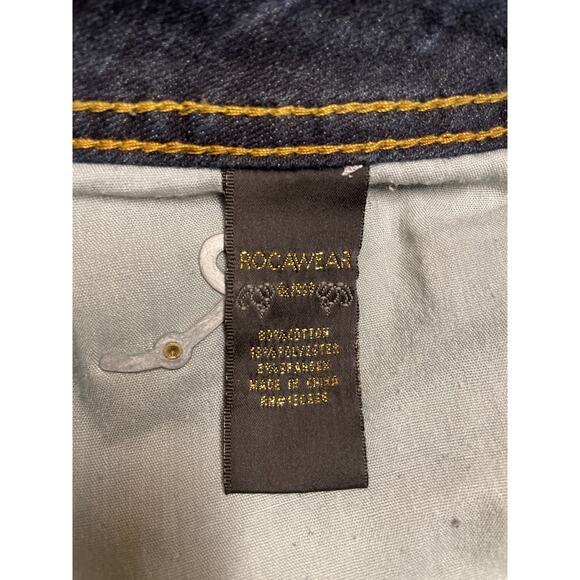 ROCAWEAR
80% COTTON
18% POLYESTER
2% SPANDEX
MADE IN CHINA